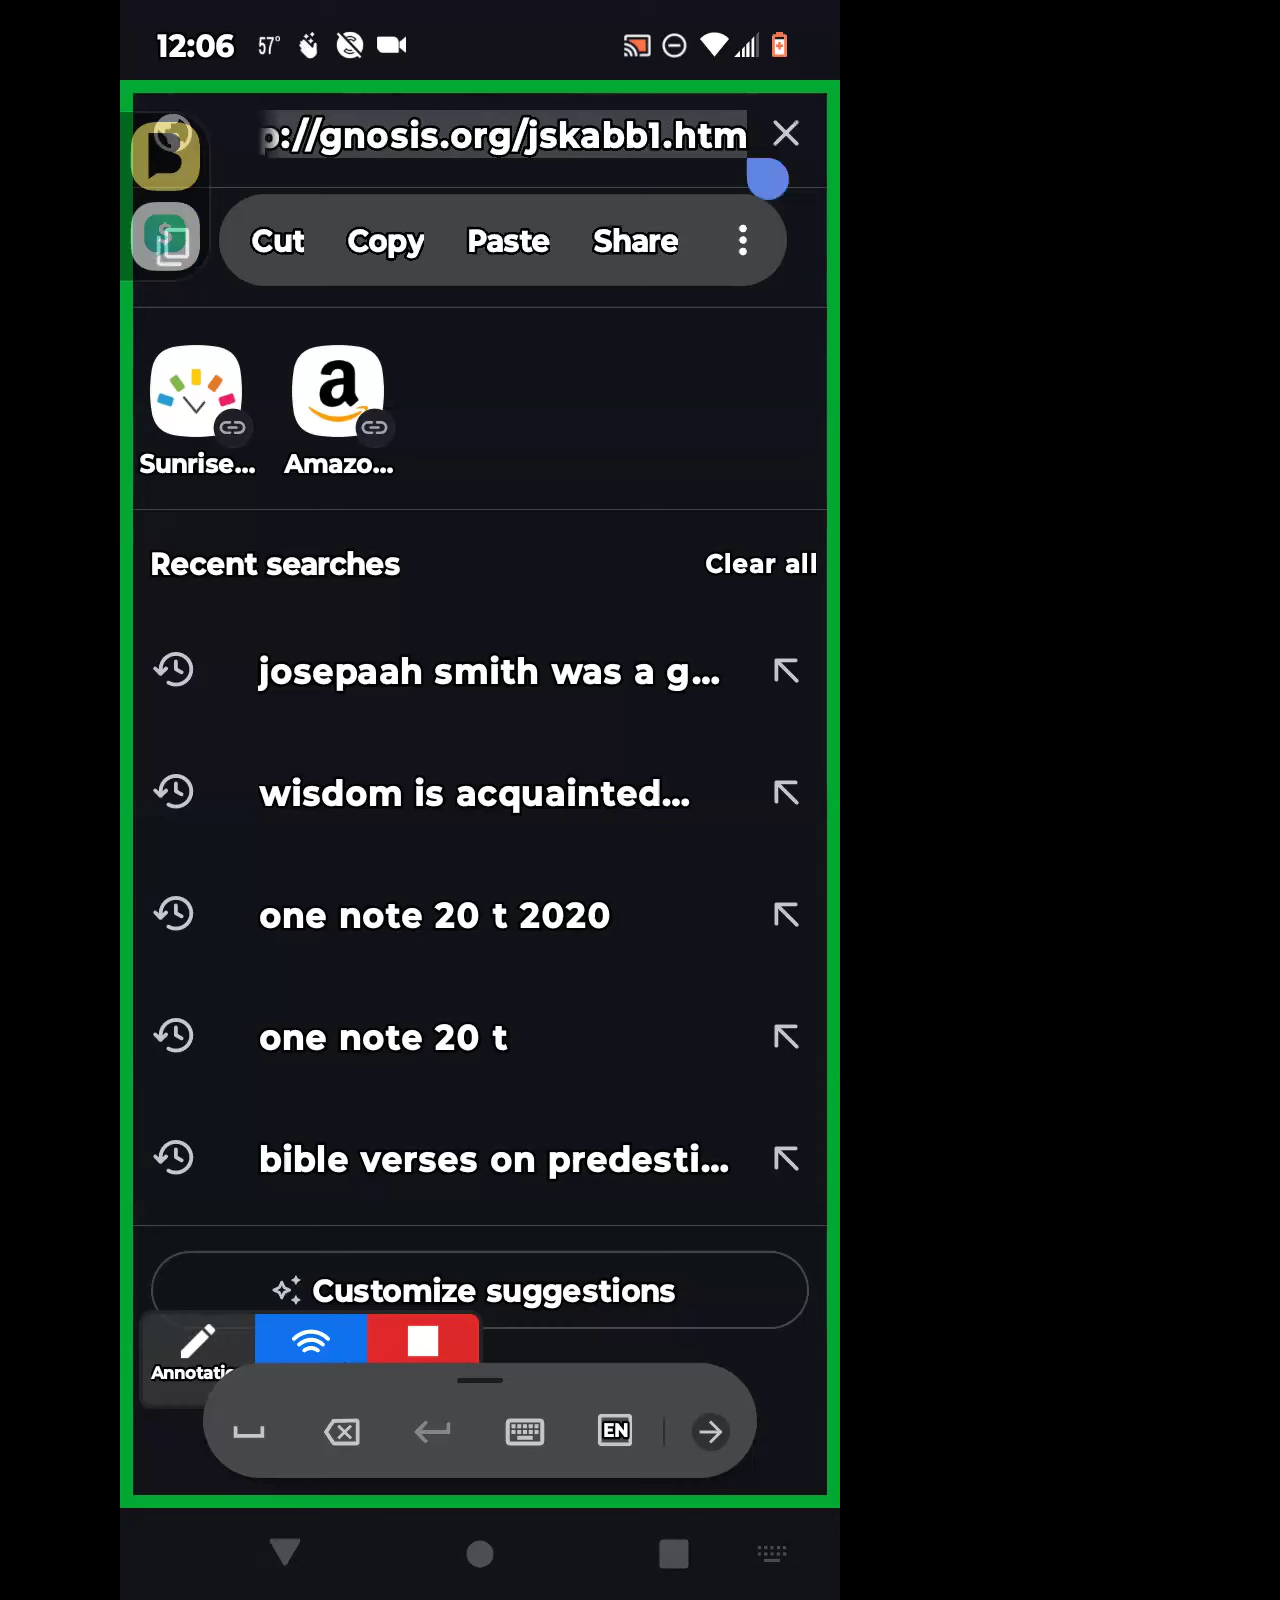 12:06 57°
p://gnosis.org/jskabb1.htm
Cut Copy Paste Share
Sunrise... Amazo...
Recent searches Clear all
josepaah smith was a g...
wisdom is acquainted...
one note 20 t 2020
one note 20 t
bible verses on predesti...
Customize suggestions
Annotatio
EN